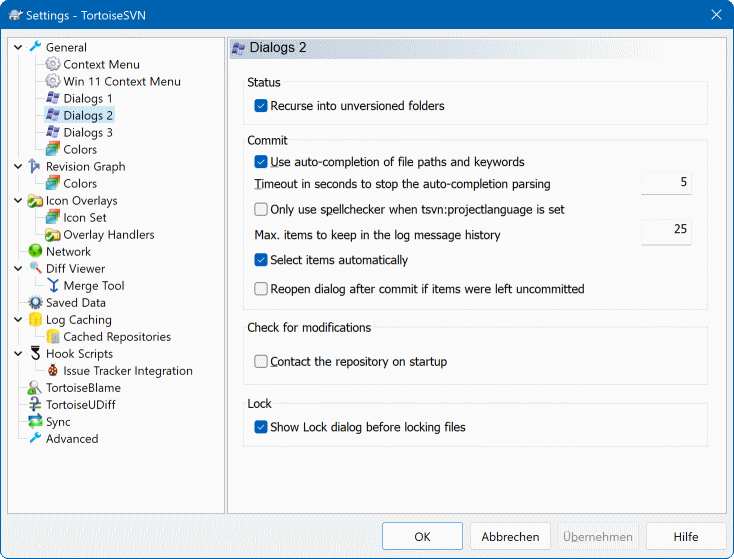 Settings - TortoiseSVN
General
Context Menu
Win 11 Context Menu
Dialogs 1
Dialogs 2
Dialogs 3
Colors
Revision Graph
Colors
Icon Overlays
Icon Set
Overlay Handlers
Network
Diff Viewer
Merge Tool
Saved Data
Log Caching
Cached Repositories
Hook Scripts
Issue Tracker Integration
TortoiseBlame
TortoiseUDiff
Sync
Advanced
Dialogs 2
Status
Recurse into unversioned folders
Commit
Use auto-completion of file paths and keywords
Timeout in seconds to stop the auto-completion parsing 5
Only use spellchecker when tsvn:projectlanguage is set
Max. items to keep in the log message history 25
Select items automatically
Reopen dialog after commit if items were left uncommitted
Check for modifications
Contact the repository on startup
Lock
Show Lock dialog before locking files
OK Abbrechen Übernehmen Hilfe